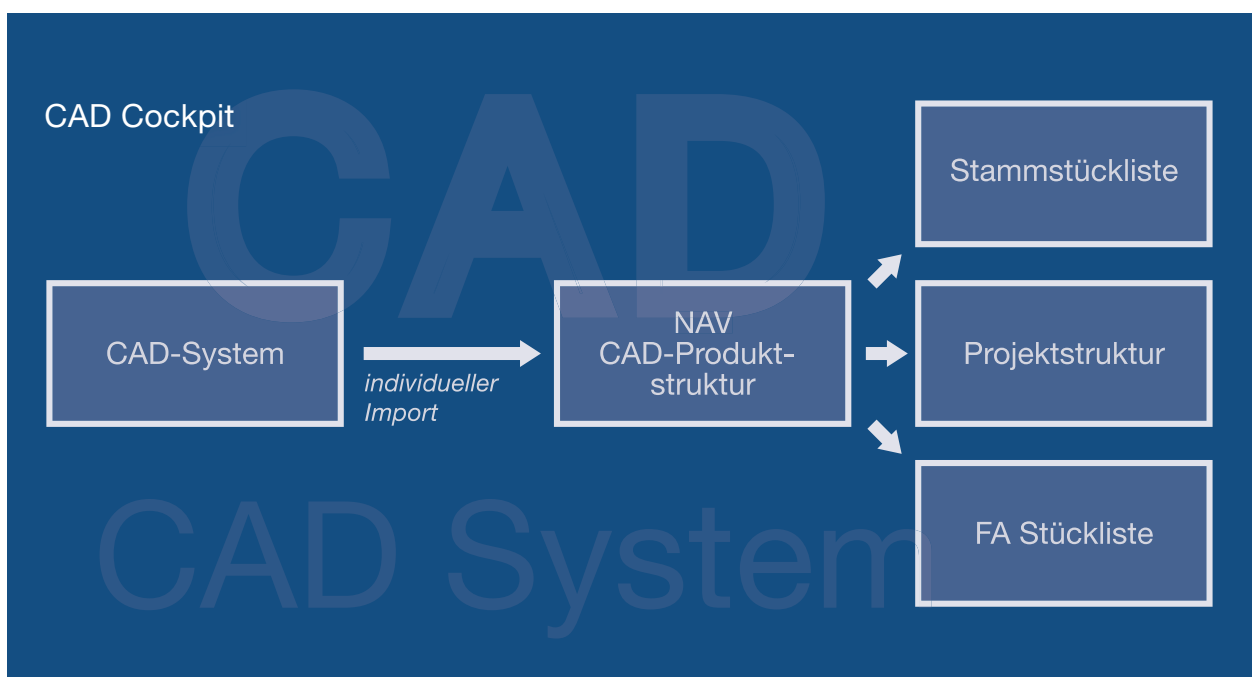 CAD Cockpit
CAD
Stammstückliste
CAD-System
individueller
Import
NAV
CAD-Produkt-
struktur
Projektstruktur
FA Stückliste
CAD System